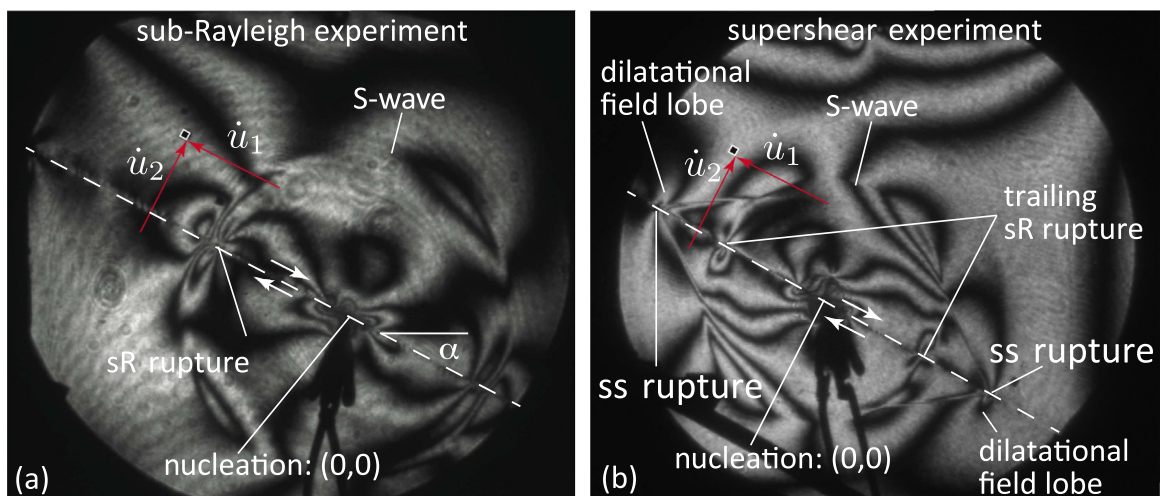 sub-Rayleigh experiment
S-wave
u̇₁
u̇₂
α
sR rupture
nucleation: (0,0)
(a)
supershear experiment
dilatational
field lobe
S-wave
u̇₁
u̇₂
trailing
sR rupture
ss rupture
ss rupture
nucleation: (0,0)
dilatational
field lobe
(b)